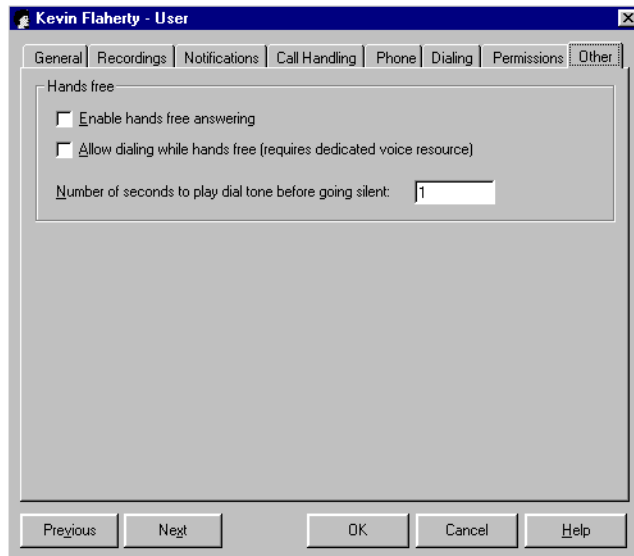 Kevin Flaherty - User
General Recordings Notifications Call Handling Phone Dialing Permissions Other
Hands free
Enable hands free answering
Allow dialing while hands free (requires dedicated voice resource)
Number of seconds to play dial tone before going silent: 1
Previous Next OK Cancel Help